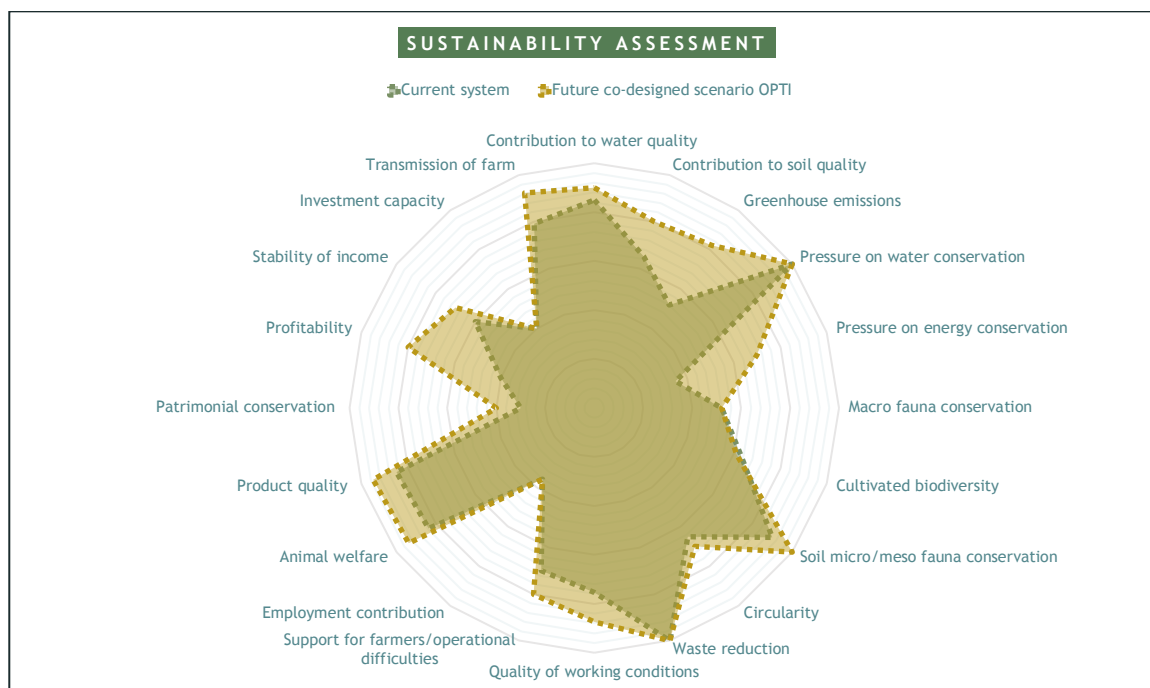 SUSTAINABILITY ASSESSMENT
Current system
Future co-designed scenario OPTI
Contribution to water quality
Contribution to soil quality
Greenhouse emissions
Pressure on water conservation
Pressure on energy conservation
Macro fauna conservation
Cultivated biodiversity
Soil micro/meso fauna conservation
Circularity
Waste reduction
Quality of working conditions
Support for farmers/operational
difficulties
Employment contribution
Animal welfare
Product quality
Patrimonial conservation
Profitability
Stability of income
Investment capacity
Transmission of farm